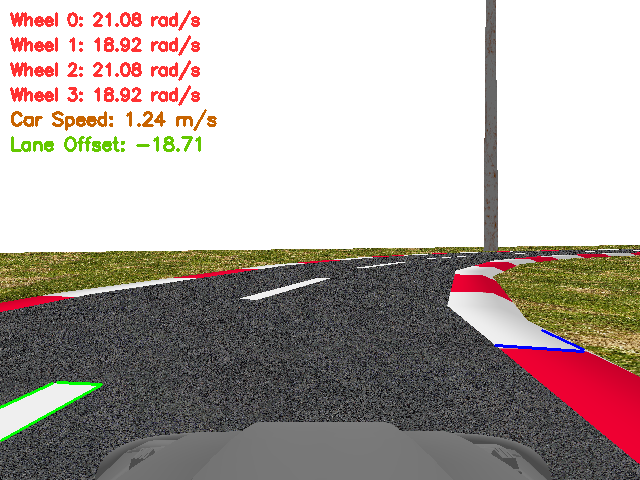 Wheel 0: 21.08 rad/s
Wheel 1: 18.92 rad/s
Wheel 2: 21.08 rad/s
Wheel 3: 18.92 rad/s
Car Speed: 1.24 m/s
Lane Offset: -18.71